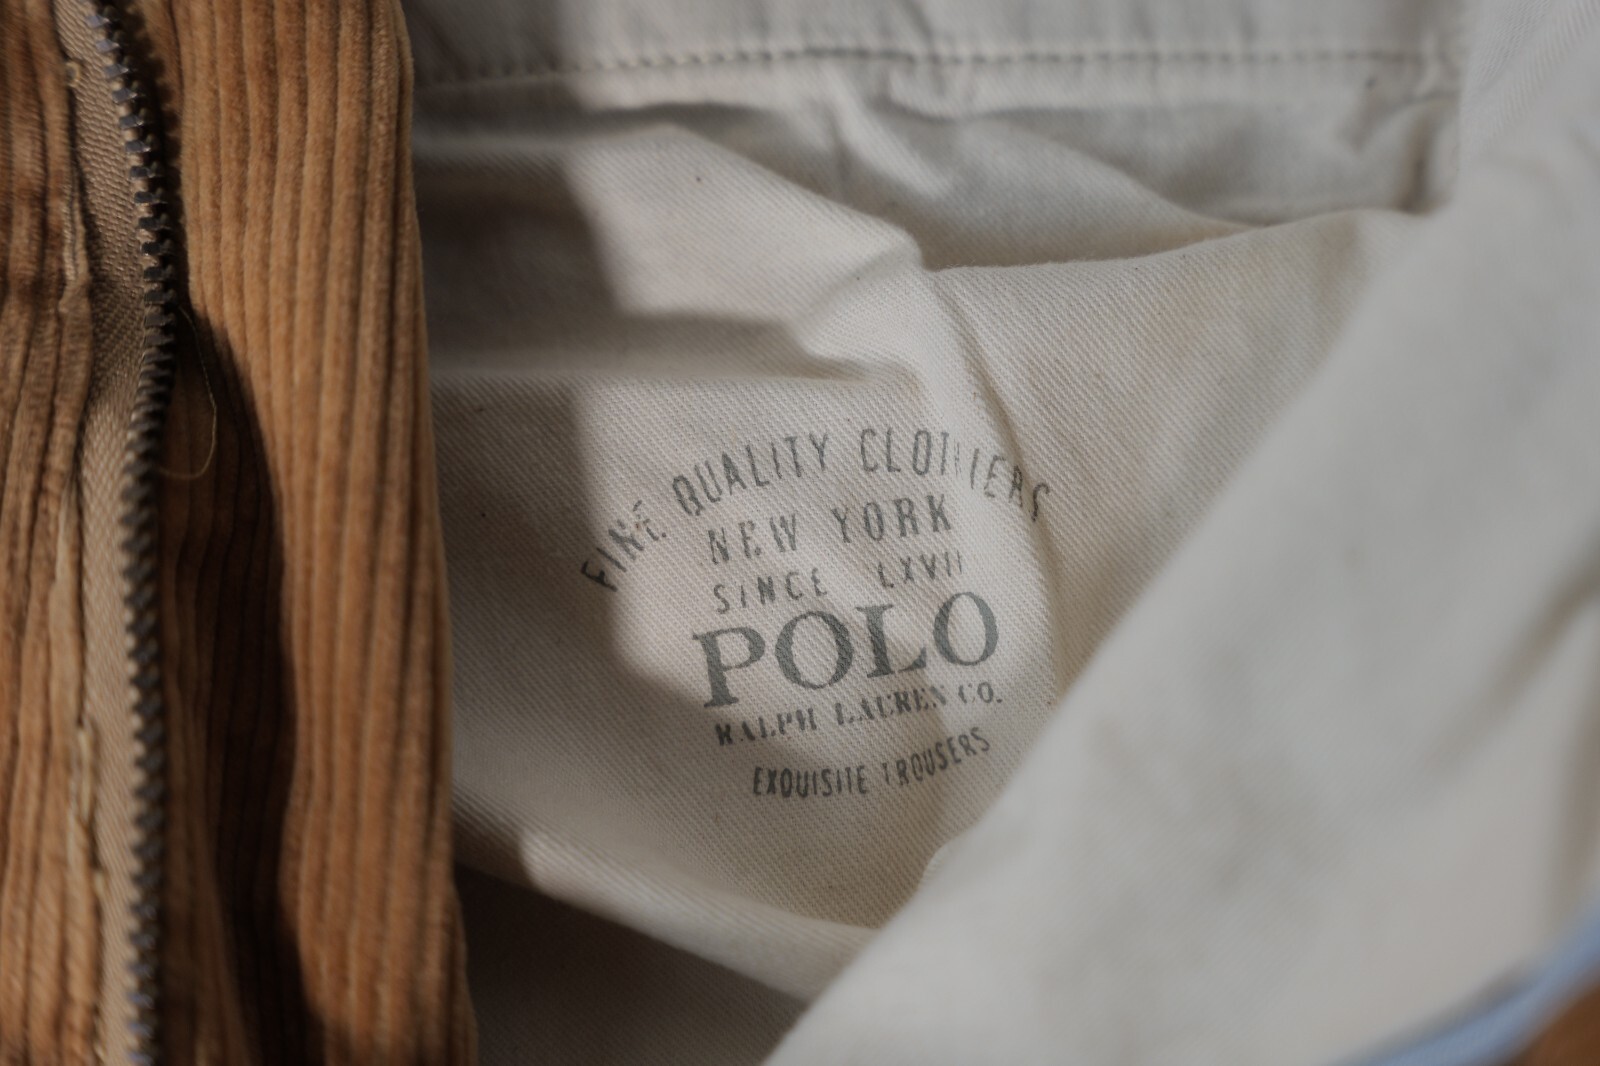 FINE QUALITY CLOTHIERS
NEW YORK
SINCE LXVII
POLO
RALPH LAUREN CO.
EXQUISITE TROUSERS